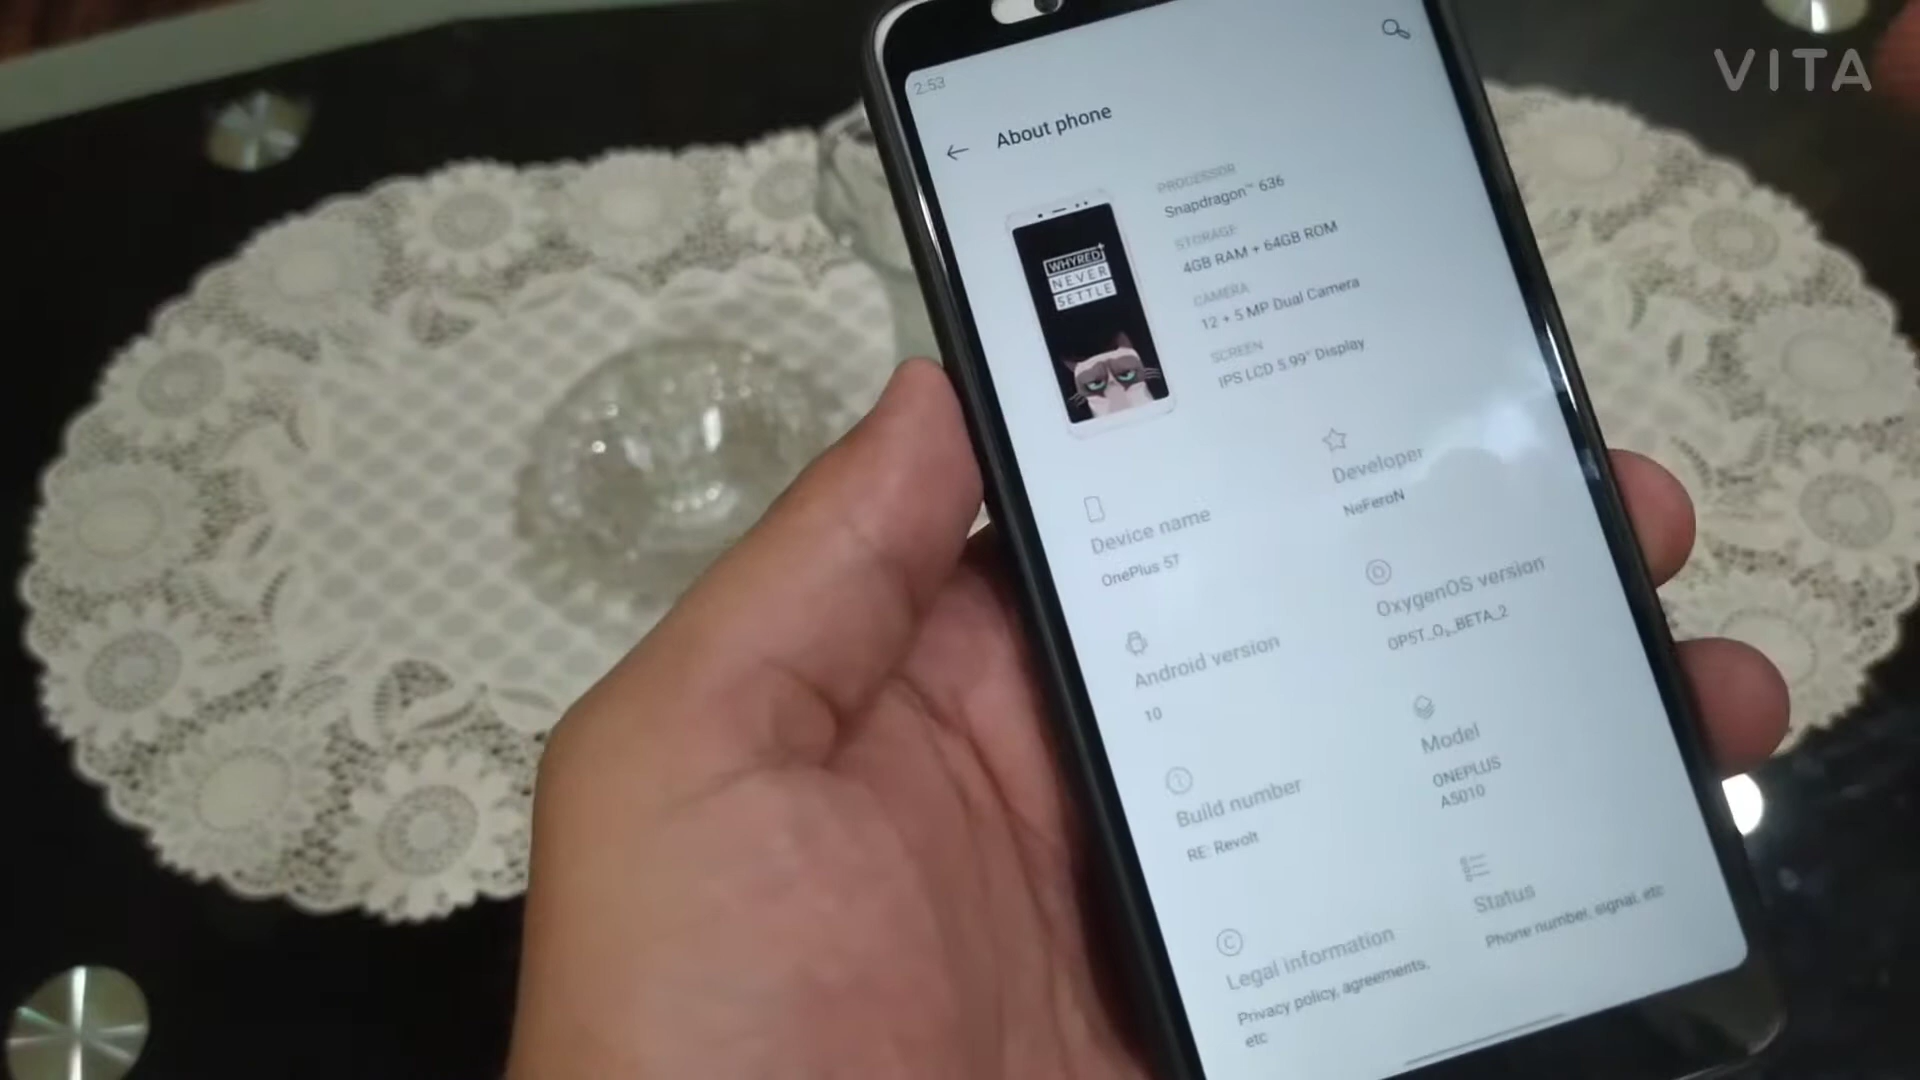 VITA
2:53
About phone
PROCESSOR
Snapdragon™ 636
STORAGE
4GB RAM + 64GB ROM
CAMERA
12 + 5 MP Dual Camera
SCREEN
IPS LCD 5.99" Display
WHYRED+
NEVER
SETTLE
Developer
NeFeroN
Device name
OnePlus 5T
OxygenOS version
OP5T_O₂_BETA_2
Android version
10
Model
ONEPLUS
A5010
Build number
RE: Revolt
Status
Phone number, signal, etc
Legal information
Privacy policy, agreements,
etc